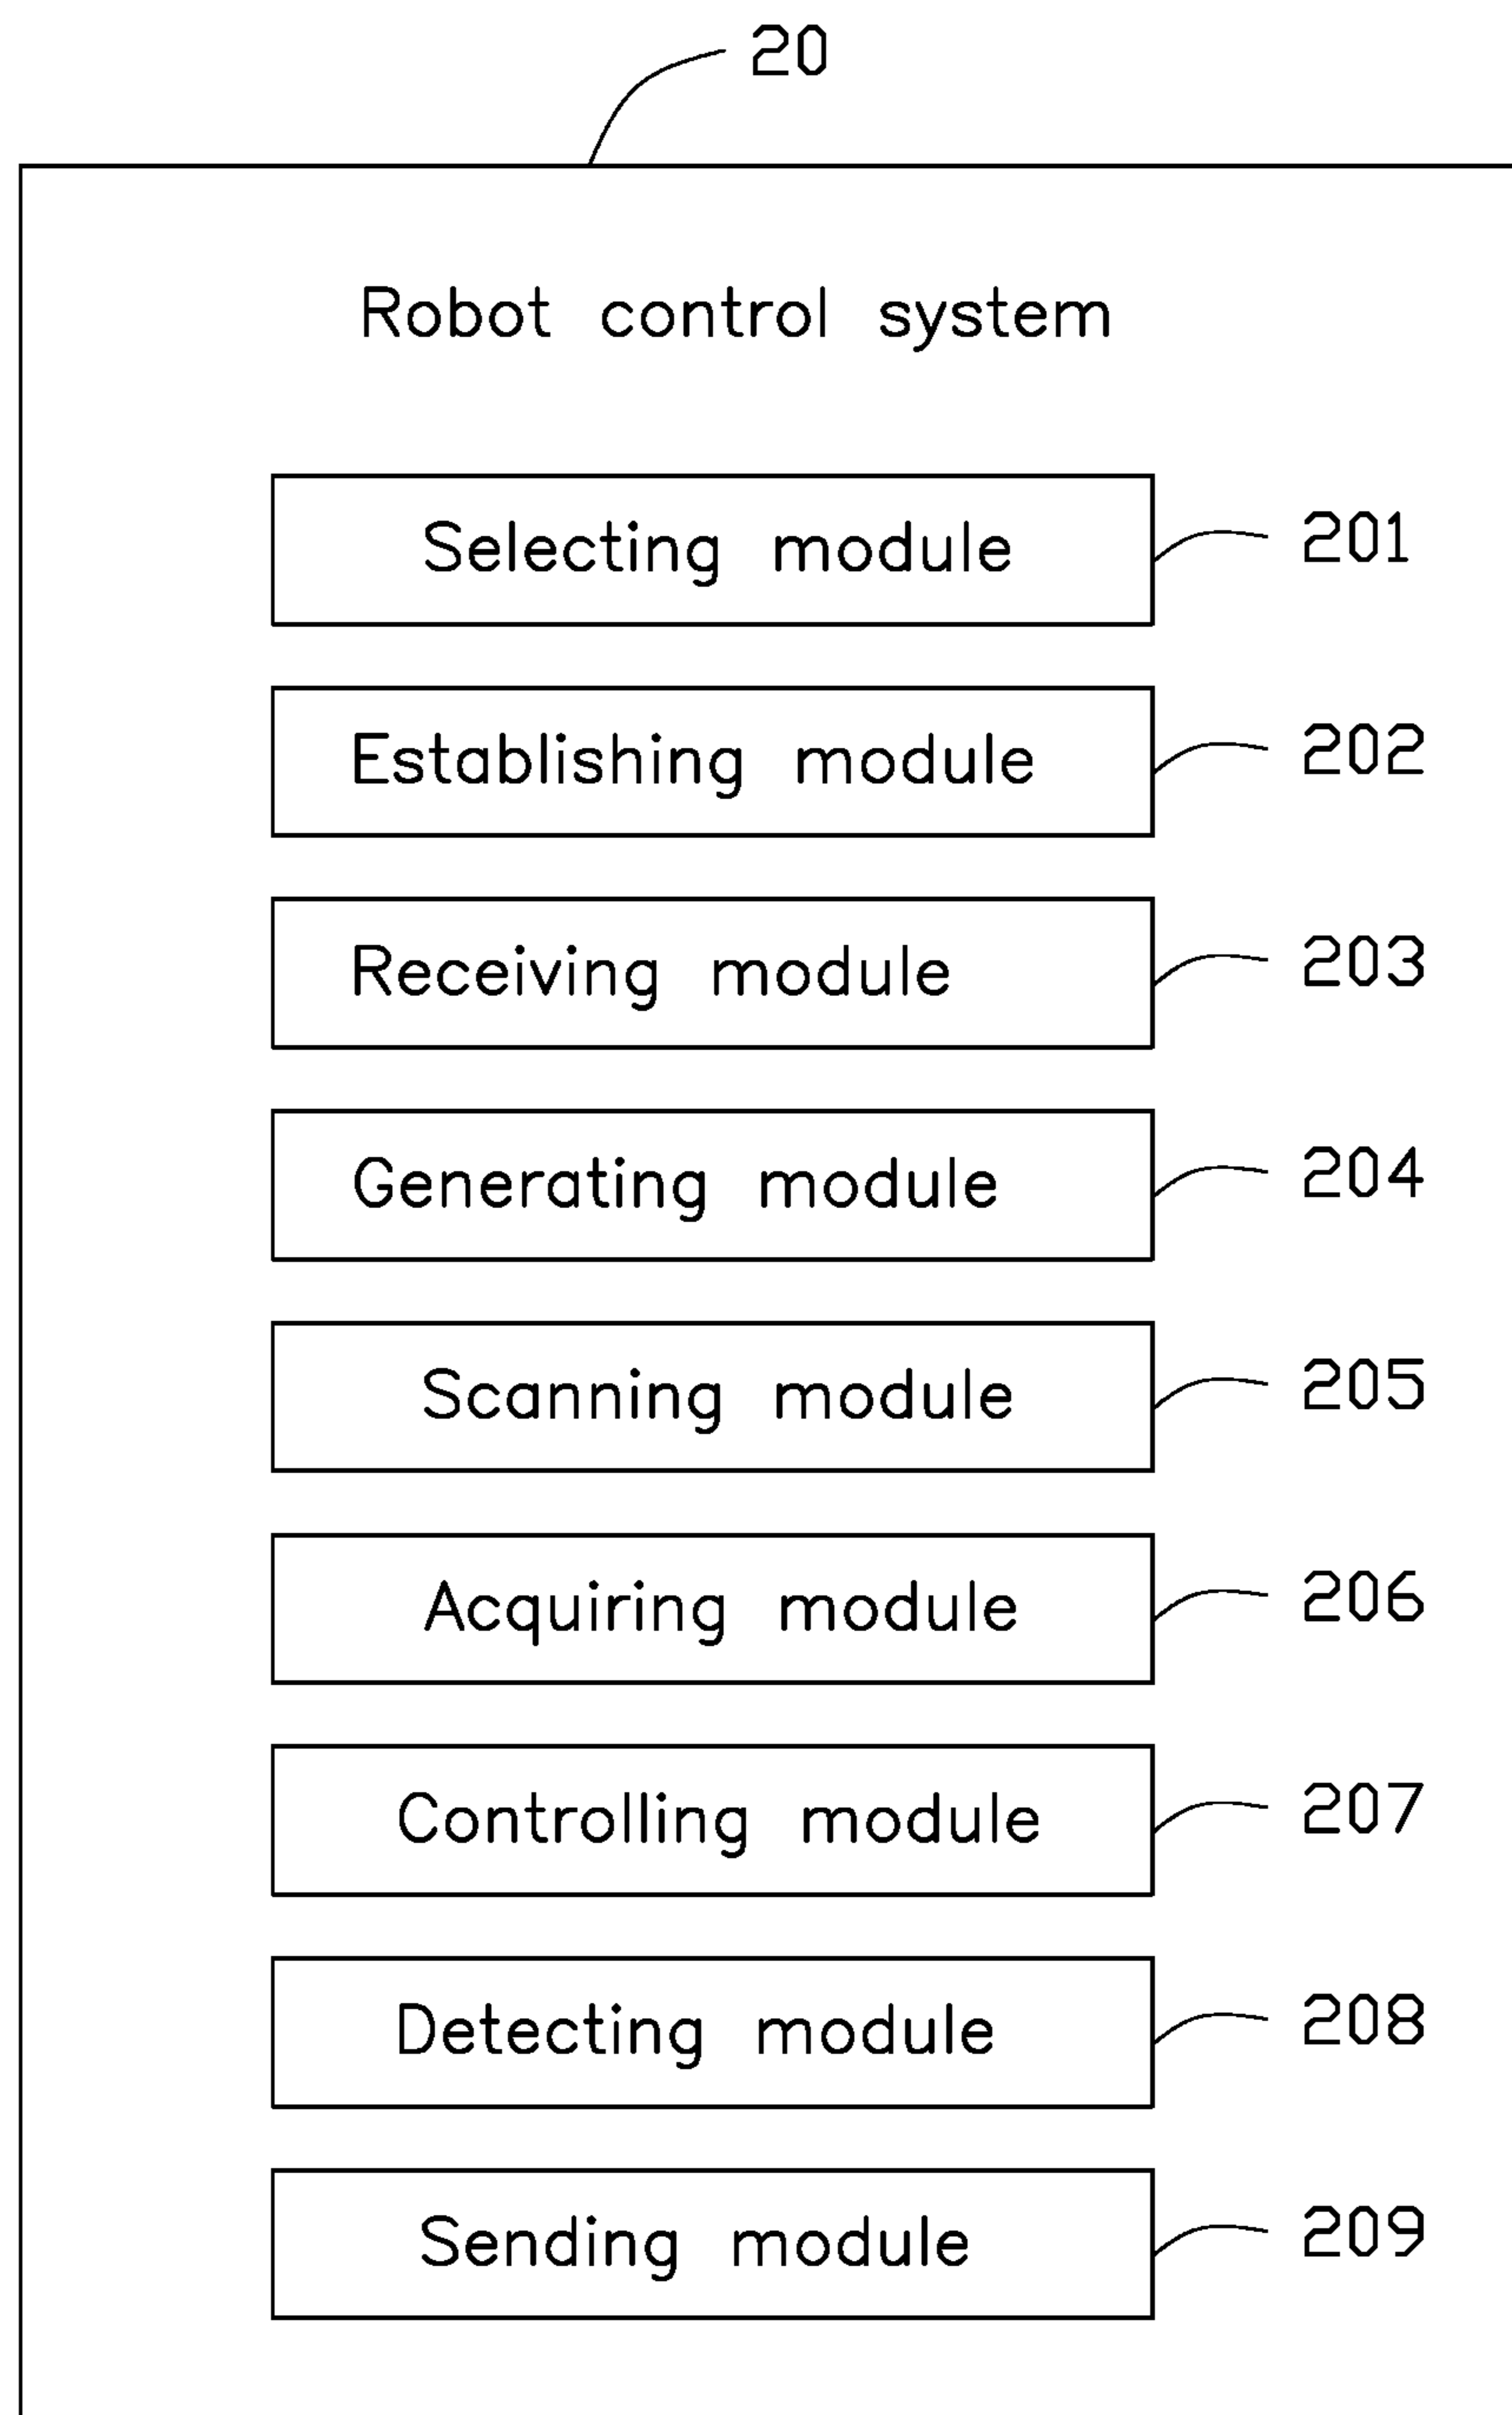 20
Robot control system
Selecting module 201
Establishing module 202
Receiving module 203
Generating module 204
Scanning module 205
Acquiring module 206
Controlling module 207
Detecting module 208
Sending module 209